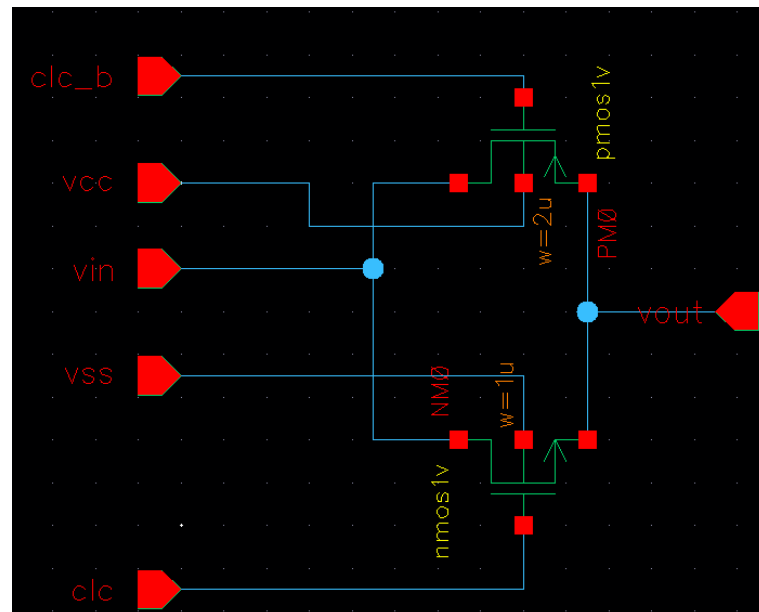 clc_b
pmos1v
vcc
w=2u
PM0
vin
vout
vss
NM0
w=1u
nmos1v
clc